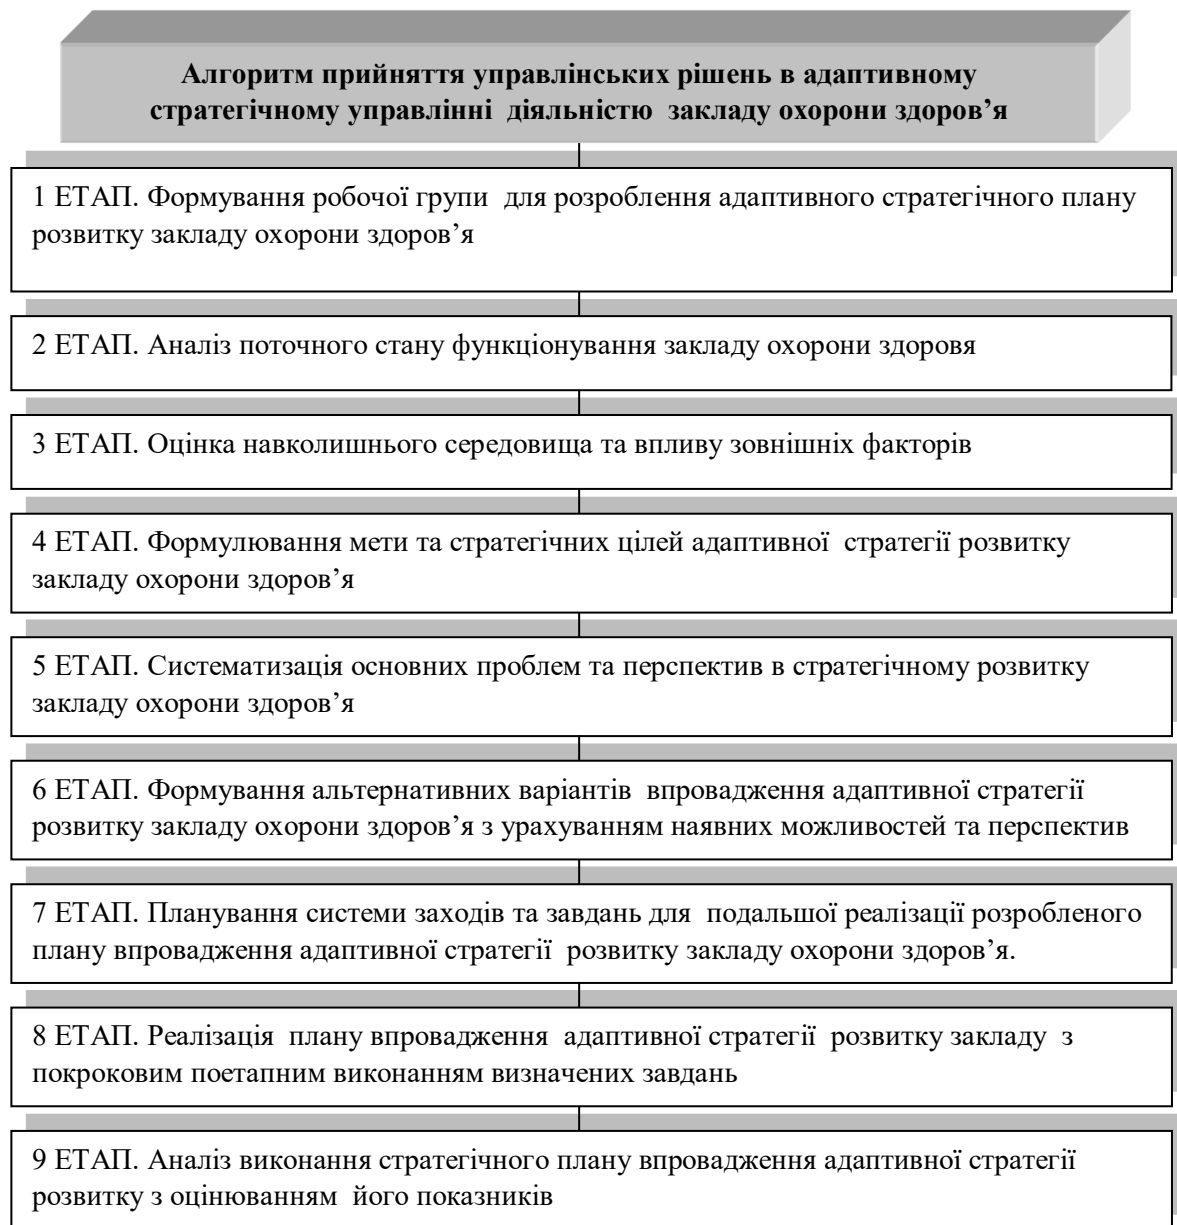 Алгоритм прийняття управлінських рішень в адаптивному
стратегічному управлінні діяльністю закладу охорони здоров’я
1 ЕТАП. Формування робочої групи для розроблення адаптивного стратегічного плану
розвитку закладу охорони здоров’я
2 ЕТАП. Аналіз поточного стану функціонування закладу охорони здоровя
3 ЕТАП. Оцінка навколишнього середовища та впливу зовнішніх факторів
4 ЕТАП. Формулювання мети та стратегічних цілей адаптивної стратегії розвитку
закладу охорони здоров’я
5 ЕТАП. Систематизація основних проблем та перспектив в стратегічному розвитку
закладу охорони здоров’я
6 ЕТАП. Формування альтернативних варіантів впровадження адаптивної стратегії
розвитку закладу охорони здоров’я з урахуванням наявних можливостей та перспектив
7 ЕТАП. Планування системи заходів та завдань для подальшої реалізації розробленого
плану впровадження адаптивної стратегії розвитку закладу охорони здоров’я.
8 ЕТАП. Реалізація плану впровадження адаптивної стратегії розвитку закладу з
покроковим поетапним виконанням визначених завдань
9 ЕТАП. Аналіз виконання стратегічного плану впровадження адаптивної стратегії
розвитку з оцінюванням його показників